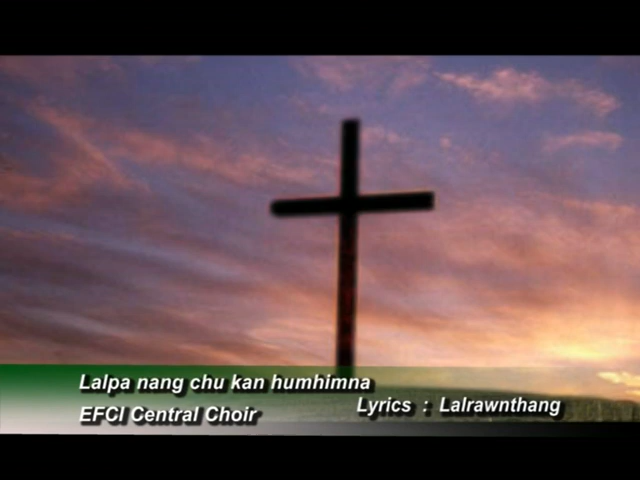 Lalpa nang chu kan humhimna
EFCI Central Choir
Lyrics : Lalrawnthang